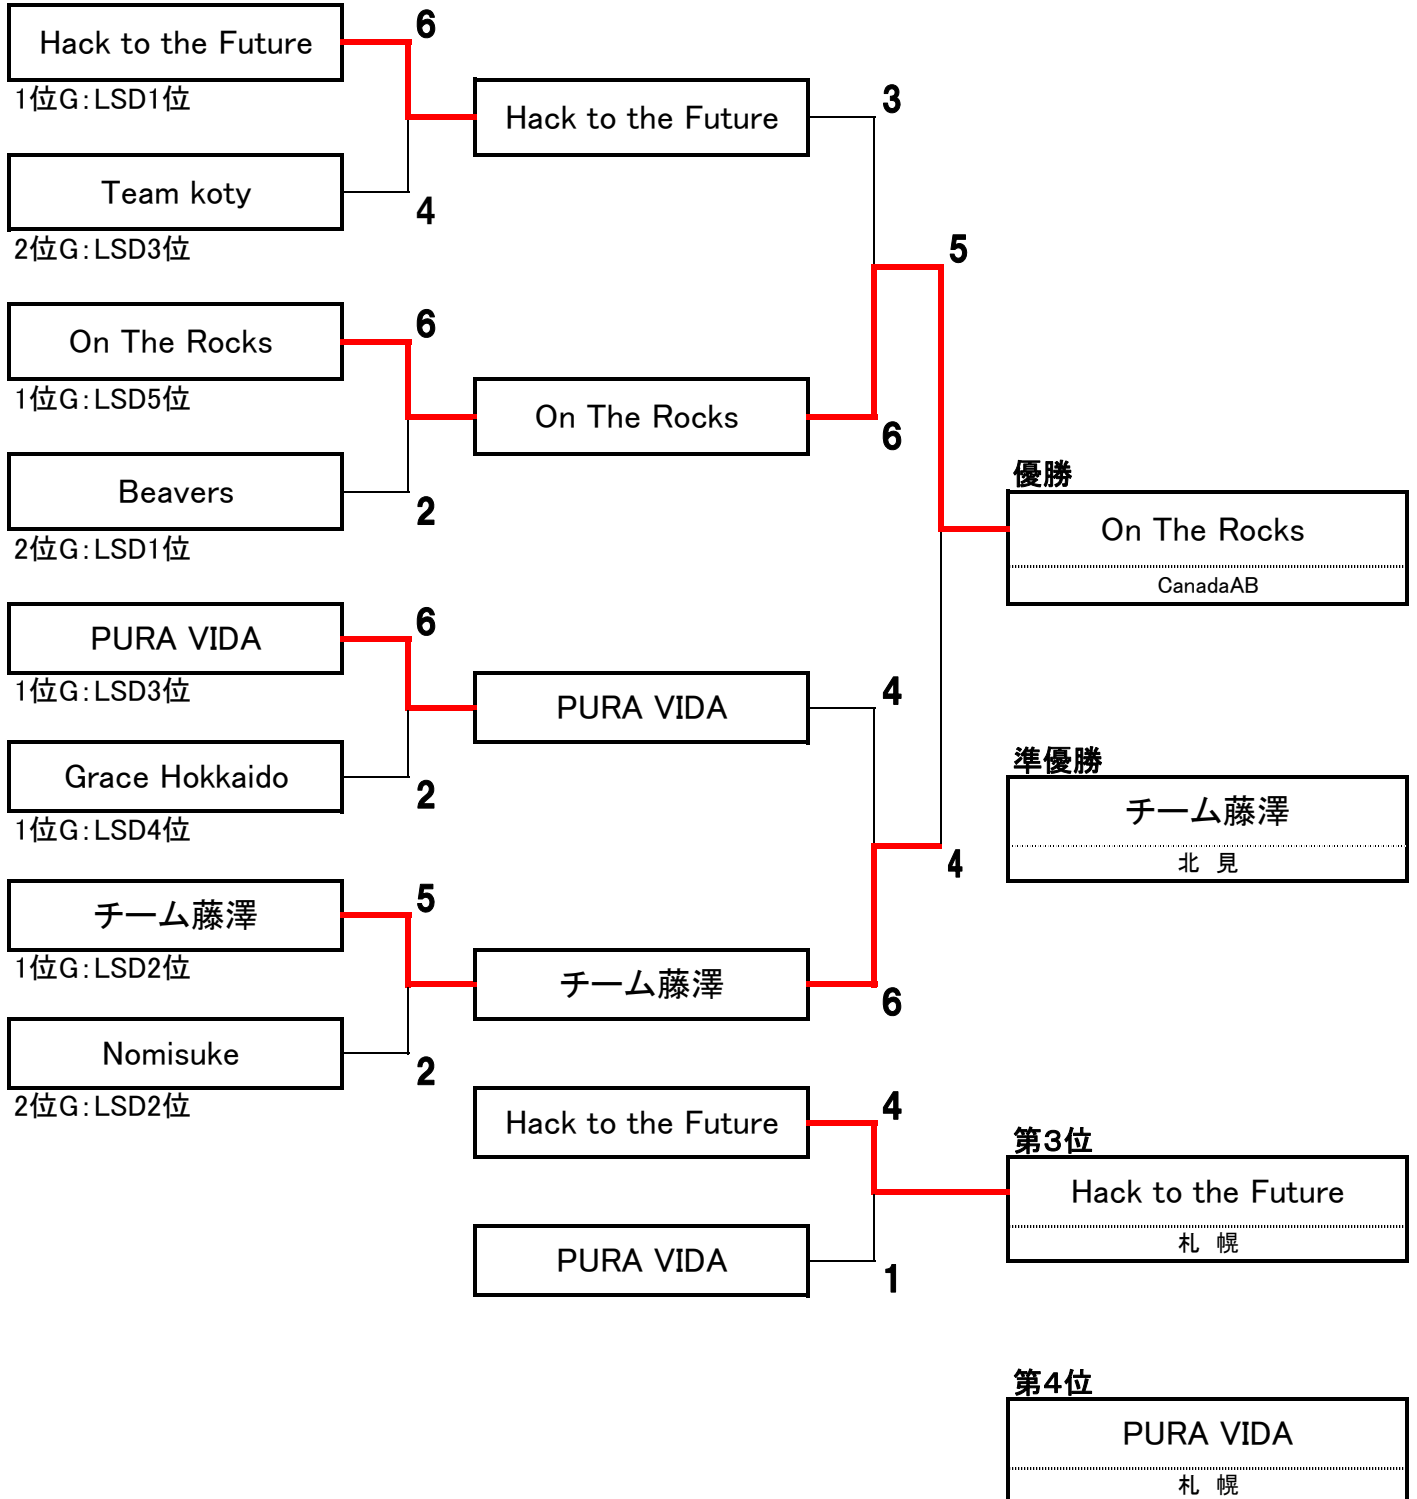 Hack to the Future
1位G:LSD1位
6
Team koty
2位G:LSD3位
4
Hack to the Future
3
On The Rocks
1位G:LSD5位
6
Beavers
2位G:LSD1位
2
On The Rocks
6
5
PURA VIDA
1位G:LSD3位
6
Grace Hokkaido
1位G:LSD4位
2
PURA VIDA
4
チーム藤澤
1位G:LSD2位
5
Nomisuke
2位G:LSD2位
2
チーム藤澤
6
4
Hack to the Future
4
PURA VIDA
1
優勝
On The Rocks
CanadaAB
準優勝
チーム藤澤
北 見
第3位
Hack to the Future
札 幌
第4位
PURA VIDA
札 幌